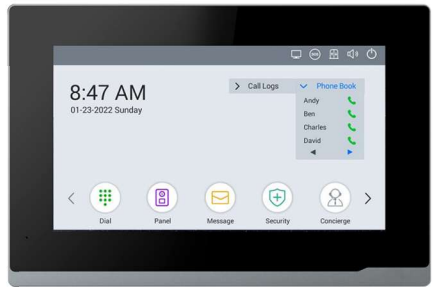 8:47 AM
01-23-2022 Sunday
Call Logs
Phone Book
Andy
Ben
Charles
David
Dial
Panel
Message
Security
Concierge